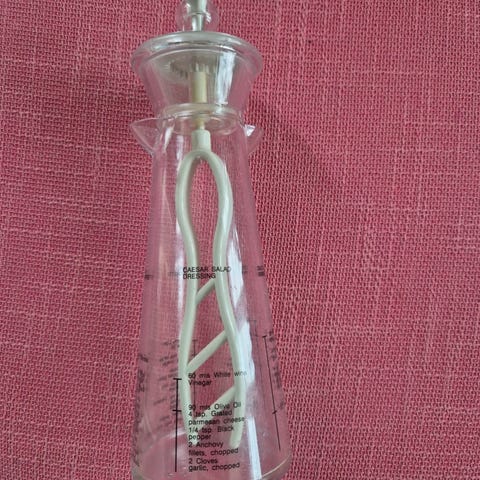 CAESAR SALAD
DRESSING
60 mls White wine
Vinegar
90 mls Olive Oil
4 tsp. Grated
parmesan cheese
1/4 tsp. Black
pepper
2 Anchovy
fillets, chopped
2 Cloves
garlic, chopped